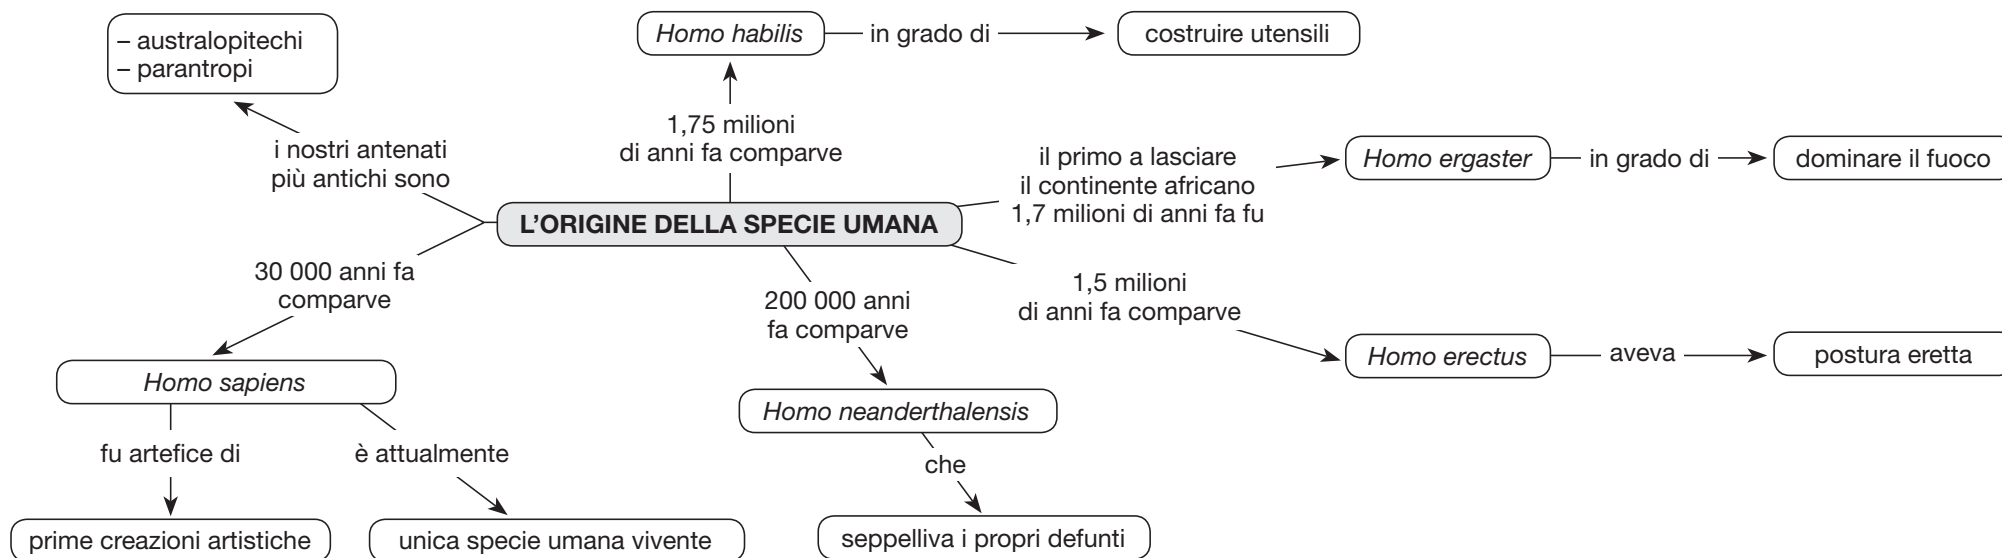 – australopitechi
– parantropi
i nostri antenati
più antichi sono
Homo habilis
in grado di
costruire utensili
1,75 milioni
di anni fa comparve
il primo a lasciare
il continente africano
1,7 milioni di anni fa fu
Homo ergaster
in grado di
dominare il fuoco
L'ORIGINE DELLA SPECIE UMANA
30 000 anni fa
comparve
200 000 anni
fa comparve
1,5 milioni
di anni fa comparve
Homo erectus
aveva
postura eretta
Homo sapiens
Homo neanderthalensis
fu artefice di
è attualmente
che
prime creazioni artistiche
unica specie umana vivente
seppelliva i propri defunti